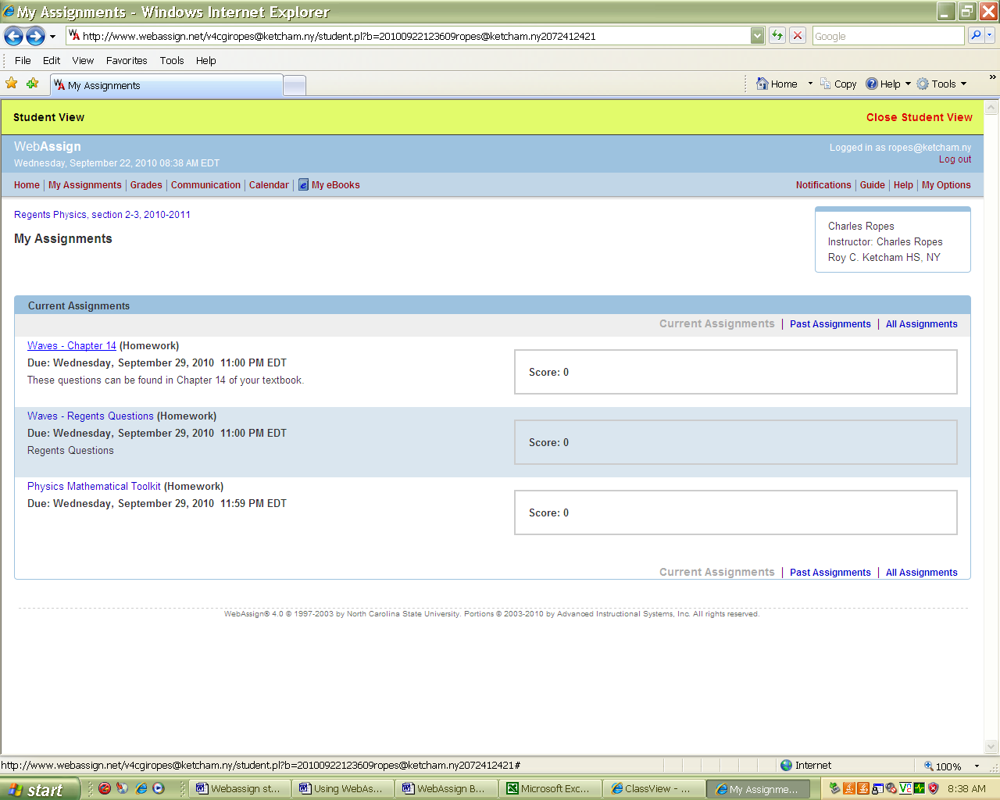 My Assignments - Windows Internet Explorer
http://www.webassign.net/v4cgiropes@ketcham.ny/student.pl?b=20100922123609ropes@ketcham.ny2072412421
Google
File Edit View Favorites Tools Help
My Assignments
Home Copy Help Tools »
Student View Close Student View
WebAssign Logged in as ropes@ketcham.ny
Wednesday, September 22, 2010 08:38 AM EDT Log out
Home | My Assignments | Grades | Communication | Calendar | My eBooks Notifications | Guide | Help | My Options
Regents Physics, section 2-3, 2010-2011
My Assignments
Charles Ropes
Instructor: Charles Ropes
Roy C. Ketcham HS, NY
Current Assignments
Current Assignments | Past Assignments | All Assignments
Waves - Chapter 14 (Homework)
Due: Wednesday, September 29, 2010 11:00 PM EDT
These questions can be found in Chapter 14 of your textbook.
Score: 0
Waves - Regents Questions (Homework)
Due: Wednesday, September 29, 2010 11:00 PM EDT
Regents Questions
Score: 0
Physics Mathematical Toolkit (Homework)
Due: Wednesday, September 29, 2010 11:59 PM EDT
Score: 0
Current Assignments | Past Assignments | All Assignments
WebAssign® 4.0 © 1997-2003 by North Carolina State University. Portions © 2003-2010 by Advanced Instructional Systems, Inc. All rights reserved.
http://www.webassign.net/v4cgiropes@ketcham.ny/student.pl?b=20100922123609ropes@ketcham.ny2072412421# Internet 100%
start Webassign st... Using WebAs... WebAssign B... Microsoft Exc... ClassView - ... My Assignme... 8:38 AM